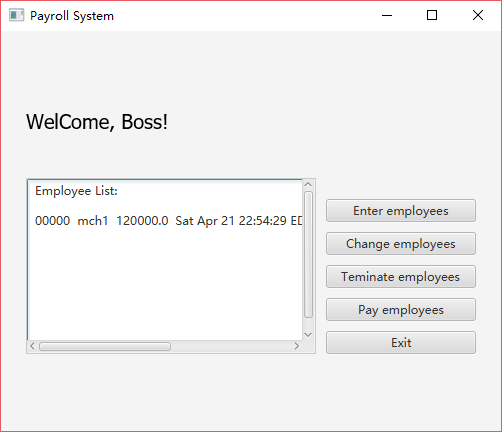 Payroll System
WelCome, Boss!
Employee List:
00000 mch1 120000.0 Sat Apr 21 22:54:29 ED
Enter employees
Change employees
Teminate employees
Pay employees
Exit